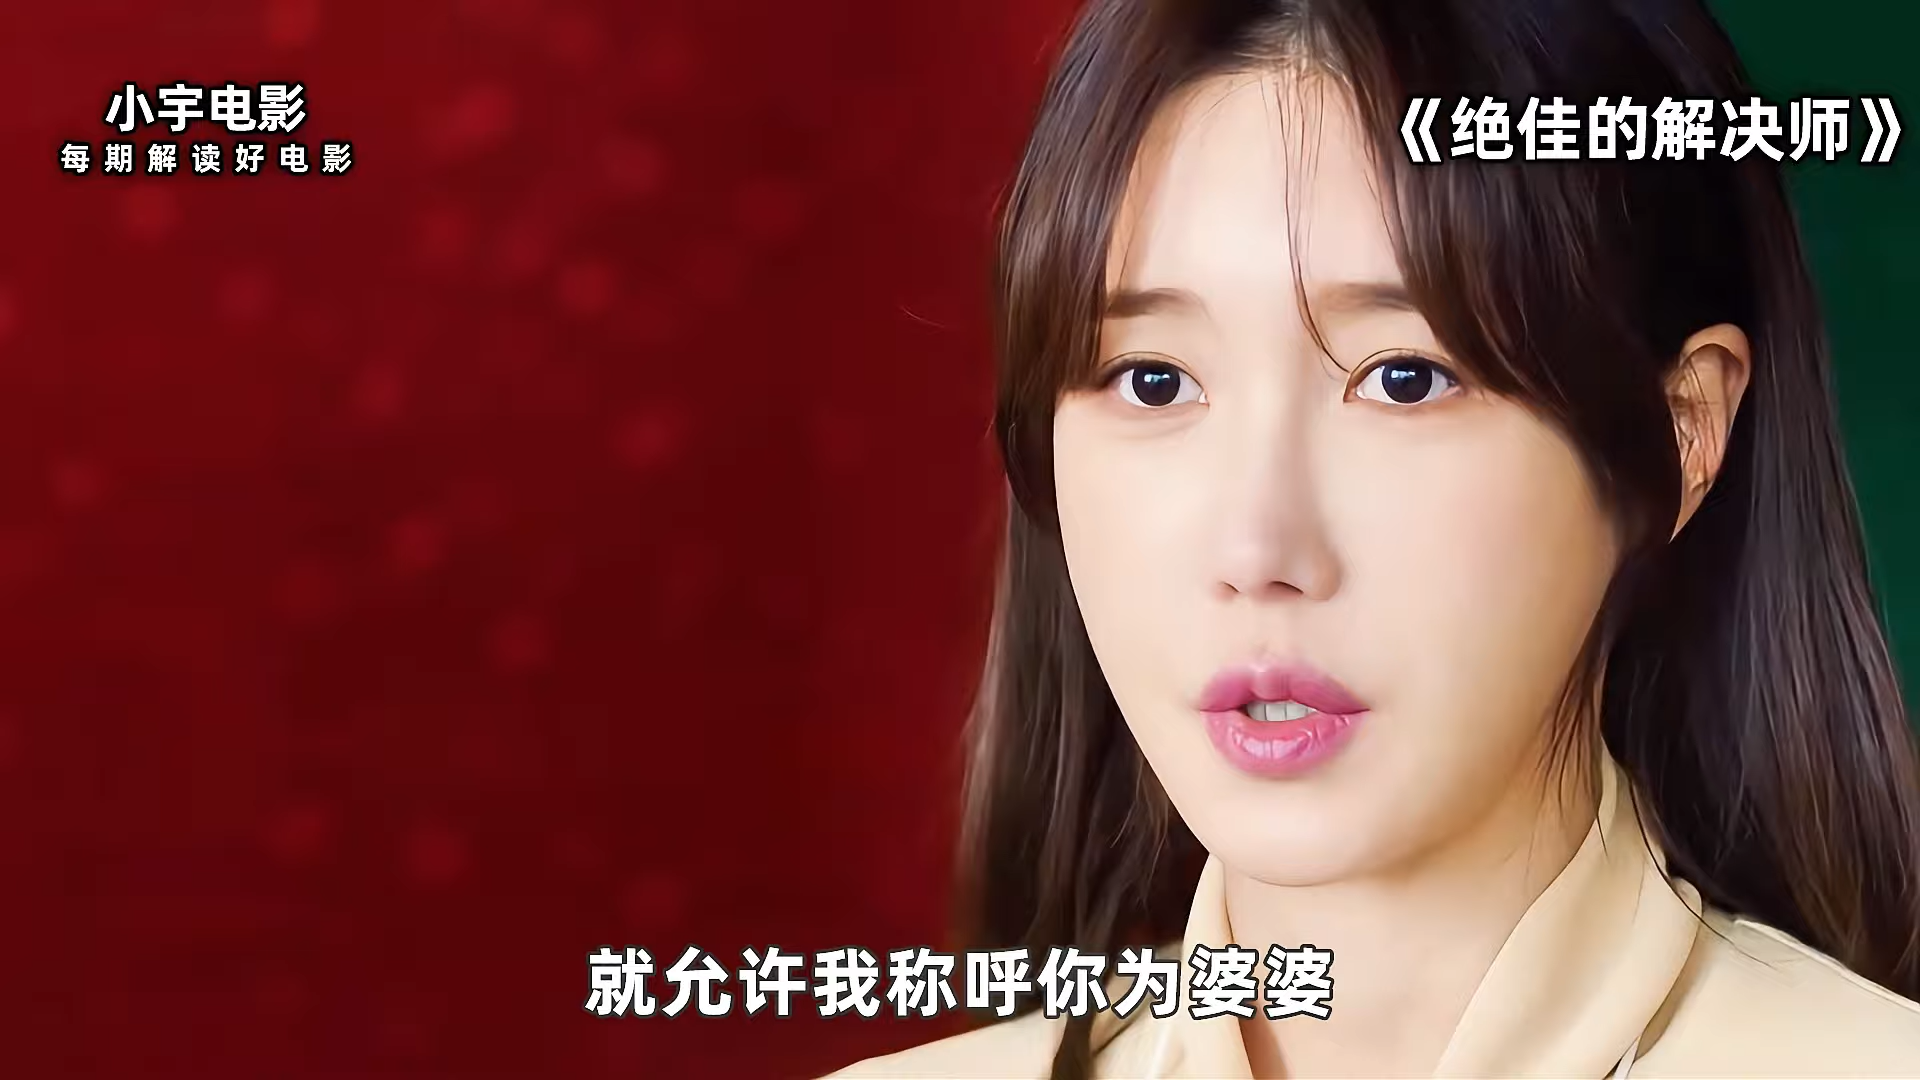 小宇电影
每期解读好电影
《绝佳的解决师》
就允许我称呼你为婆婆